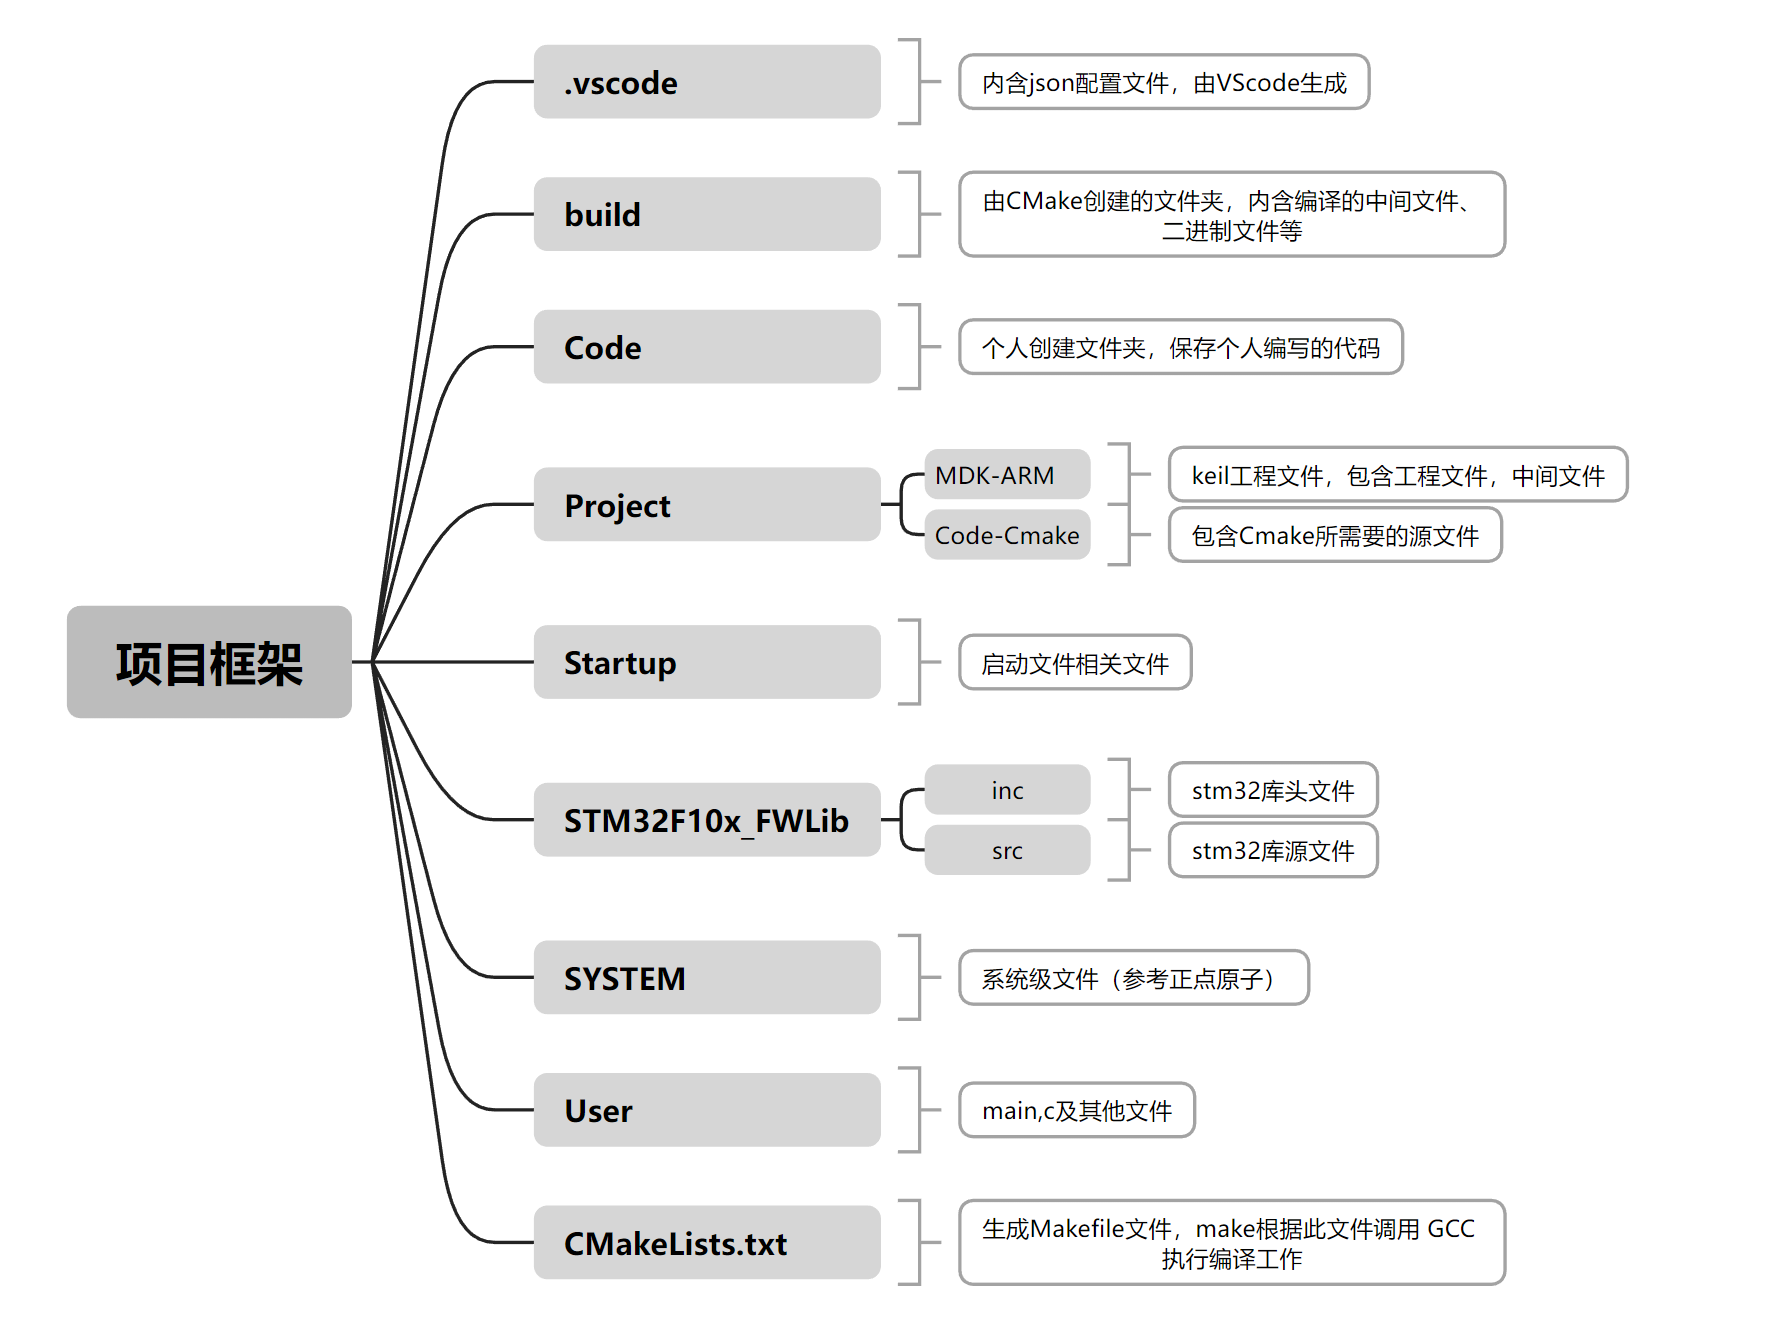 项目框架
.vscode
内含json配置文件，由VScode生成
build
由CMake创建的文件夹，内含编译的中间文件、
二进制文件等
Code
个人创建文件夹，保存个人编写的代码
Project
MDK-ARM
keil工程文件，包含工程文件，中间文件
Code-Cmake
包含Cmake所需要的源文件
Startup
启动文件相关文件
STM32F10x_FWLib
inc
stm32库头文件
src
stm32库源文件
SYSTEM
系统级文件（参考正点原子）
User
main,c及其他文件
CMakeLists.txt
生成Makefile文件，make根据此文件调用 GCC
执行编译工作